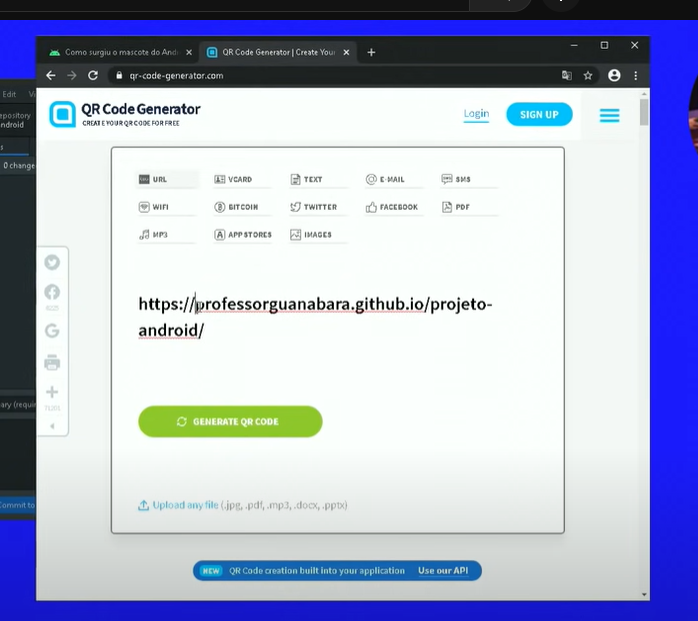 Como surgiu o mascote do And
QR Code Generator | Create You
qr-code-generator.com
Edit
epository
ndroid
0 change
QR Code Generator
CREATE YOUR QR CODE FOR FREE
Login
SIGN UP
URL
VCARD
TEXT
E-MAIL
SMS
WIFI
BITCOIN
TWITTER
FACEBOOK
PDF
MP3
APP STORES
IMAGES
https://professorguanabara.github.io/projeto-
android/
GENERATE QR CODE
ary (requir
Commit to
Upload any file (.jpg, .pdf, .mp3, .docx, .pptx)
NEW QR Code creation built into your application Use our API